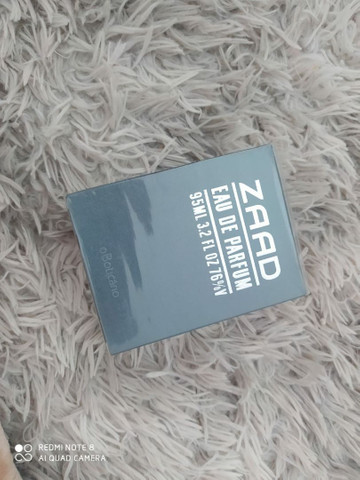 ZAAD
EAU DE PARFUM
95ML 3.2 FL OZ 76%V
oBoticário
REDMI NOTE 8
AI QUAD CAMERA